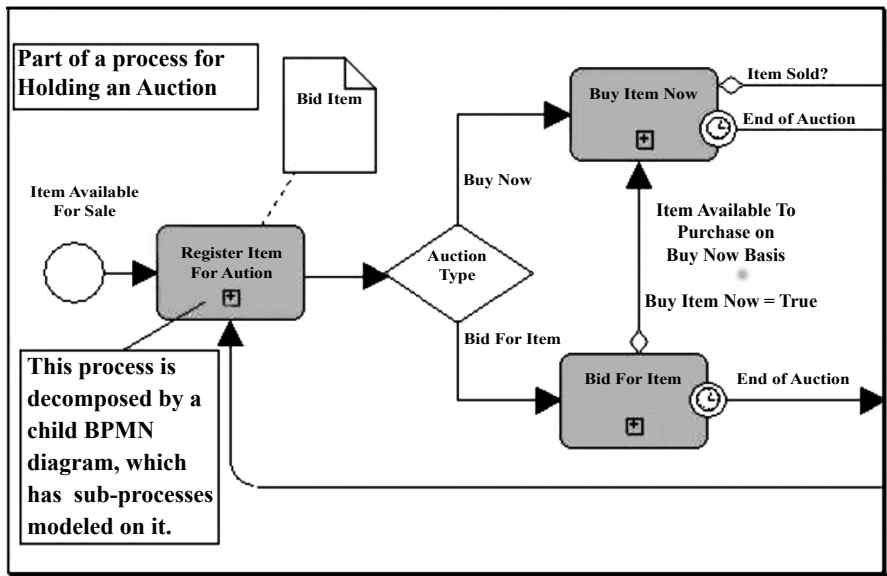 Part of a process for
Holding an Auction
Bid Item
Item Available
For Sale
Register Item
For Aution
This process is
decomposed by a
child BPMN
diagram, which
has sub-processes
modeled on it.
Auction
Type
Buy Now
Bid For Item
Buy Item Now
Item Sold?
End of Auction
Item Available To
Purchase on
Buy Now Basis
Buy Item Now = True
Bid For Item
End of Auction